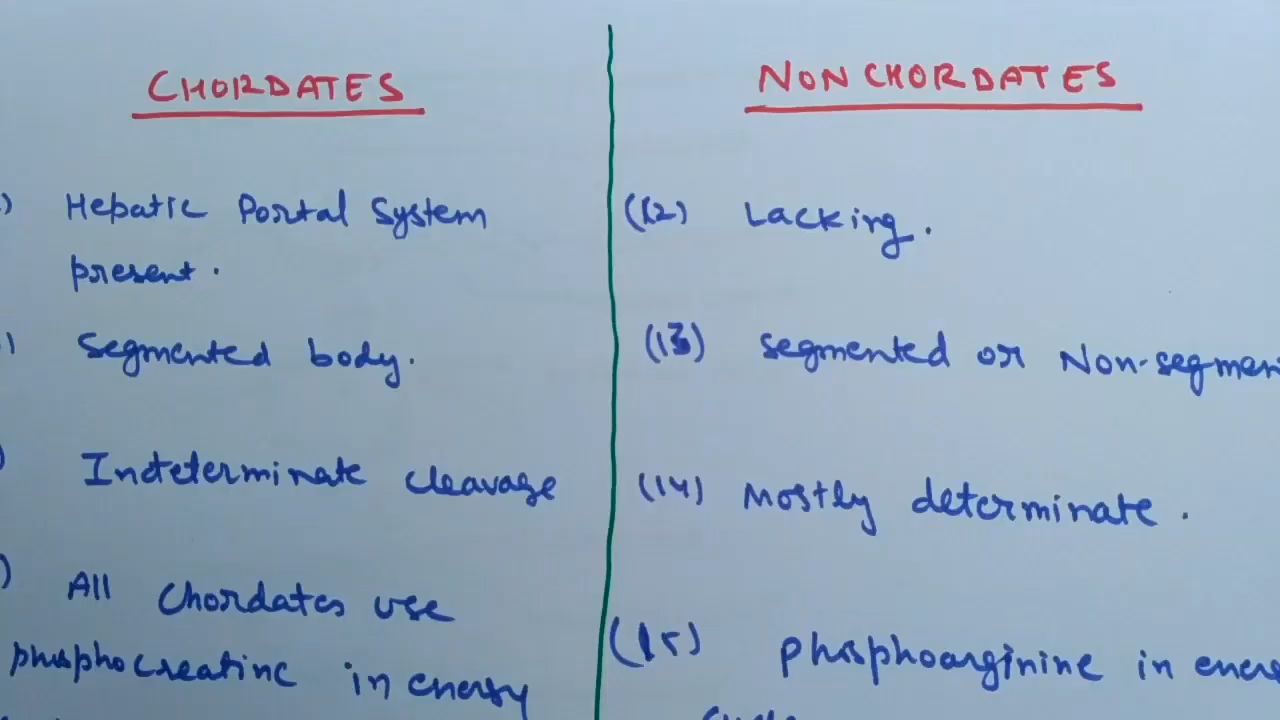 CHORDATES
) Hepatic Portal System
present.
) Segmented body.
) Indeterminate cleavage
) All Chordates use
phosphocreatine in energy
NONCHORDATES
(12) Lacking.
(13) segmented or Non-segmen
(14) Mostly determinate.
(15) phosphoarginine in ener